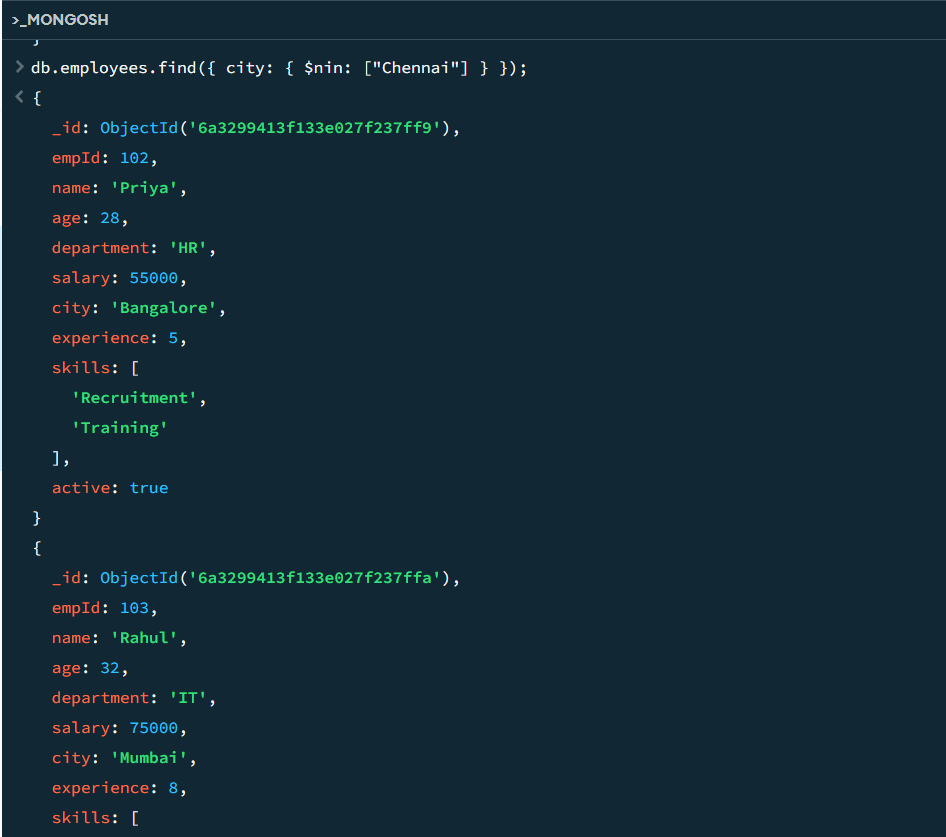 >_MONGOSH
}
> db.employees.find({ city: { $nin: ["Chennai"] } });
< {
_id: ObjectId('6a3299413f133e027f237ff9'),
empId: 102,
name: 'Priya',
age: 28,
department: 'HR',
salary: 55000,
city: 'Bangalore',
experience: 5,
skills: [
'Recruitment',
'Training'
],
active: true
}
{
_id: ObjectId('6a3299413f133e027f237ffa'),
empId: 103,
name: 'Rahul',
age: 32,
department: 'IT',
salary: 75000,
city: 'Mumbai',
experience: 8,
skills: [